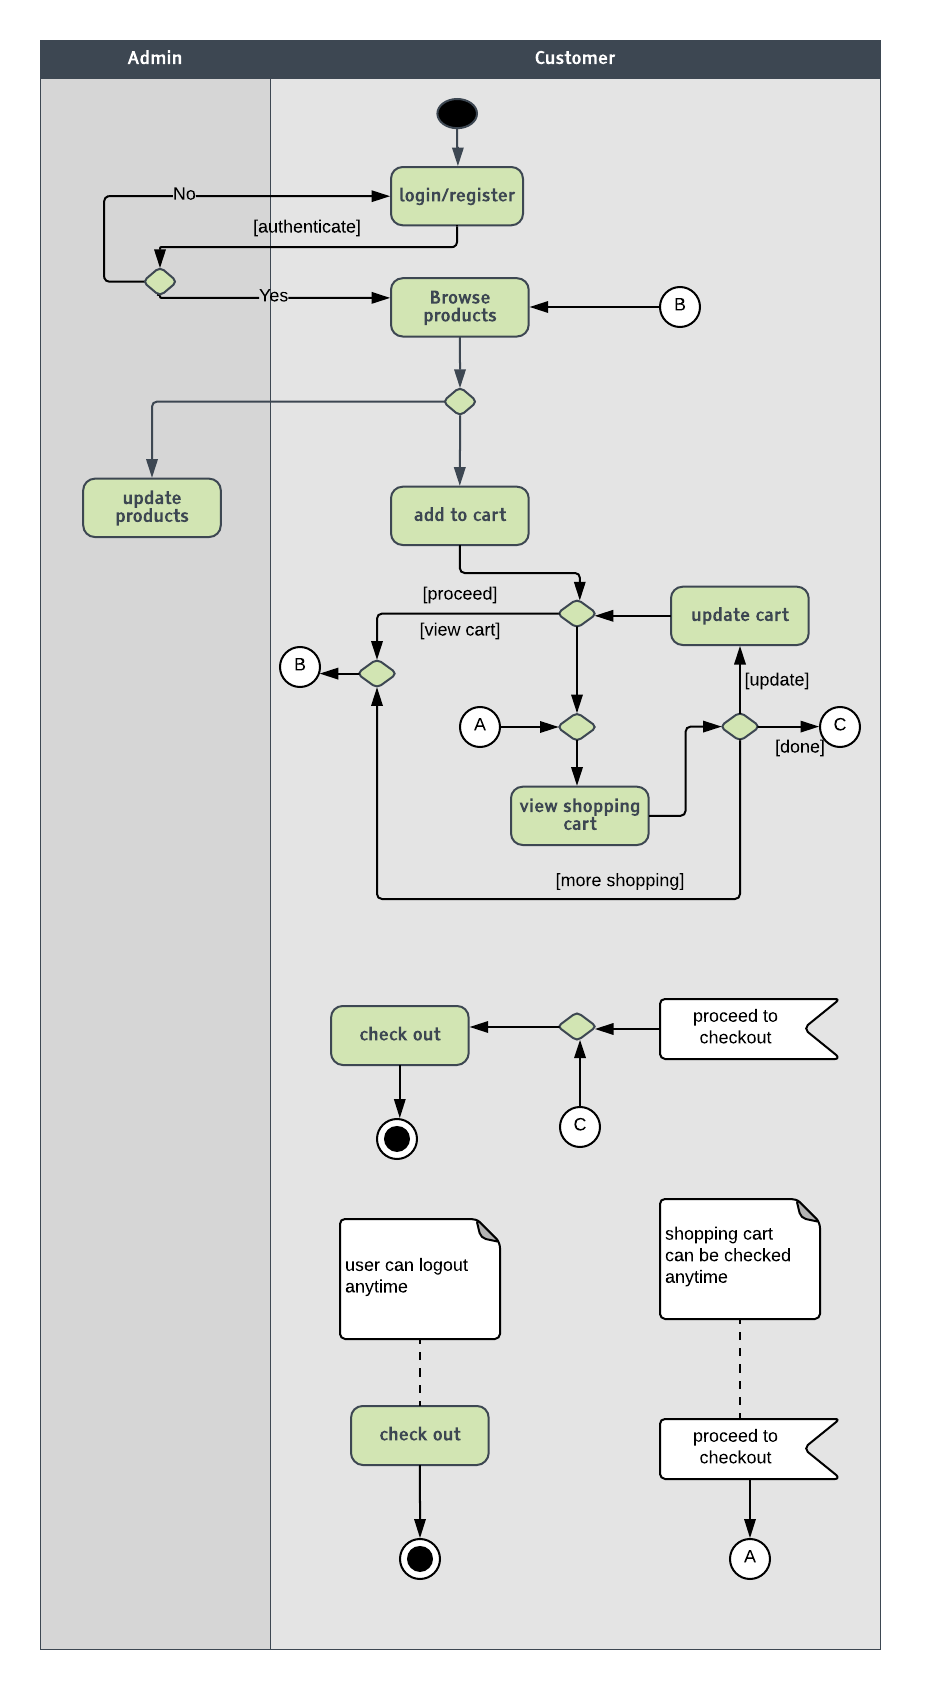 Admin
Customer
login/register
No
[authenticate]
Yes
Browse
products
B
update
products
add to cart
[proceed]
[view cart]
update cart
B
[update]
A
C
[done]
view shopping
cart
[more shopping]
check out
proceed to
checkout
C
user can logout
anytime
shopping cart
can be checked
anytime
check out
proceed to
checkout
A